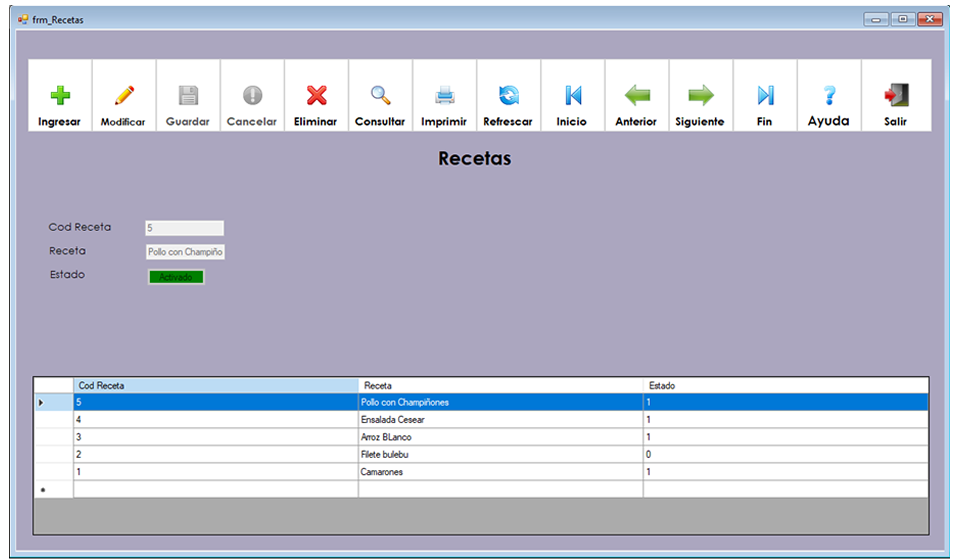 frm_Recetas
Ingresar Modificar Guardar Cancelar Eliminar Consultar Imprimir Refrescar Inicio Anterior Siguiente Fin Ayuda Salir
Recetas
Cod Receta 5
Receta Pollo con Champiño
Estado Activado
Cod Receta Receta Estado
5 Pollo con Champiñones 1
4 Ensalada Cesear 1
3 Arroz BLanco 1
2 Filete bulebu 0
1 Camarones 1